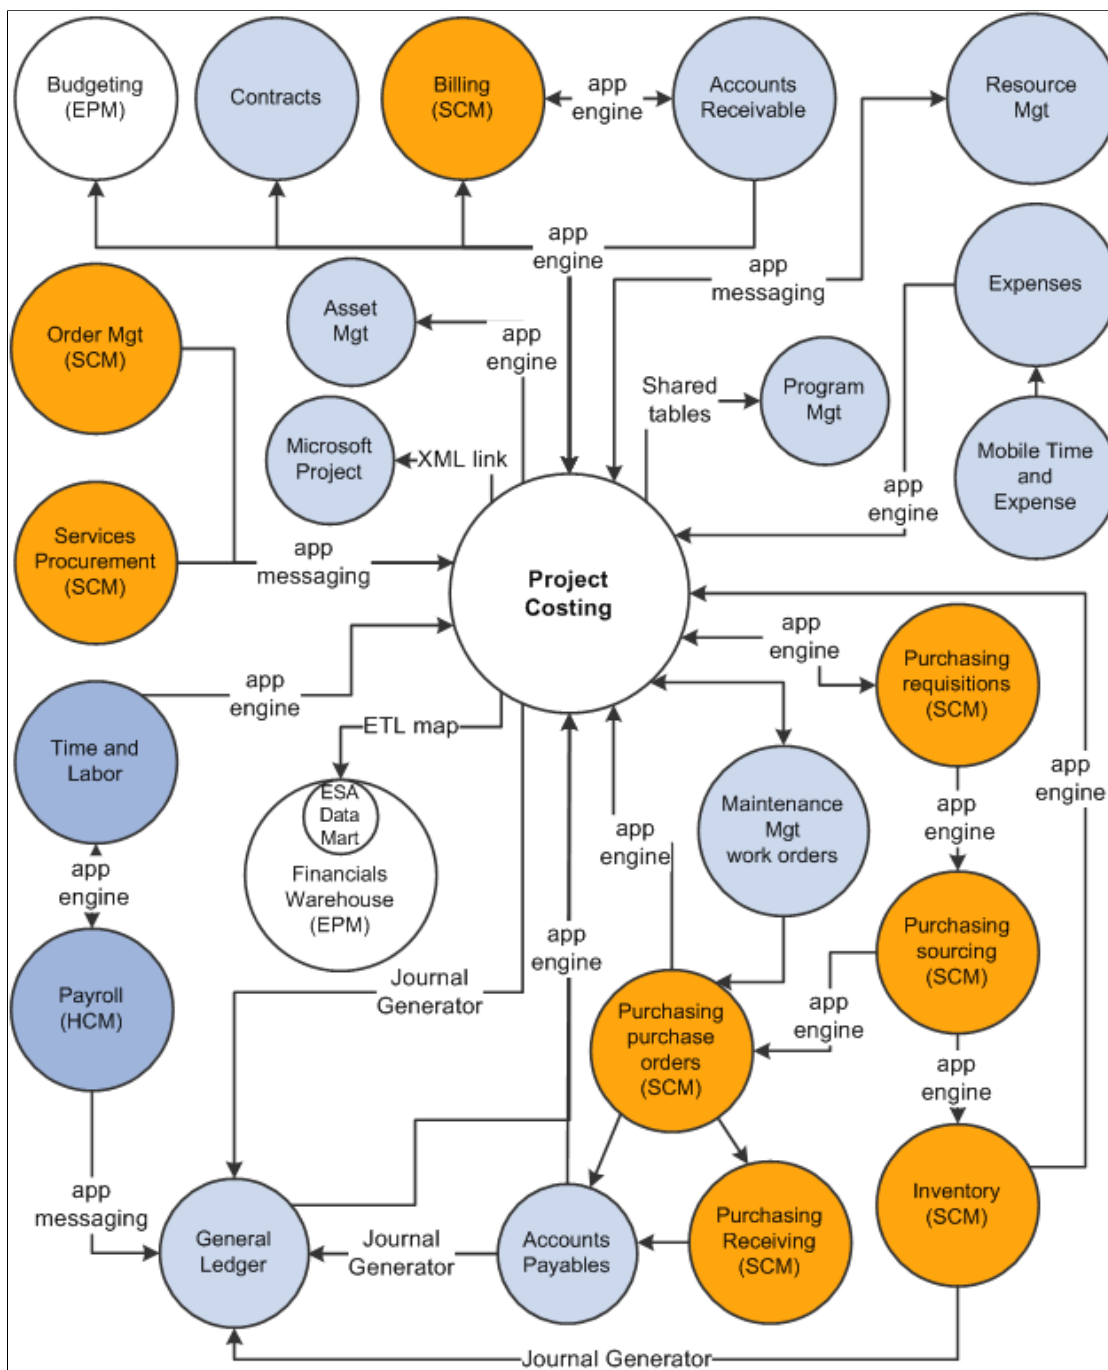 Budgeting
(EPM)
Contracts
Billing
(SCM)
app
engine
Accounts
Receivable
Resource
Mgt
app
engine
app
messaging
Expenses
Order Mgt
(SCM)
Asset
Mgt
app
engine
Shared
tables
Program
Mgt
Microsoft
Project
XML link
Mobile Time
and
Expense
app
engine
Services
Procurement
(SCM)
app
messaging
Project
Costing
app
engine
Purchasing
requisitions
(SCM)
app
engine
Time and
Labor
ETL map
ESA
Data
Mart
Financials
Warehouse
(EPM)
app
engine
Maintenance
Mgt
work orders
app
engine
app
engine
app
engine
Payroll
(HCM)
Journal
Generator
app
engine
Purchasing
purchase
orders
(SCM)
app
engine
Purchasing
sourcing
(SCM)
app
engine
app
messaging
General
Ledger
Journal
Generator
Accounts
Payables
Purchasing
Receiving
(SCM)
Inventory
(SCM)
Journal Generator